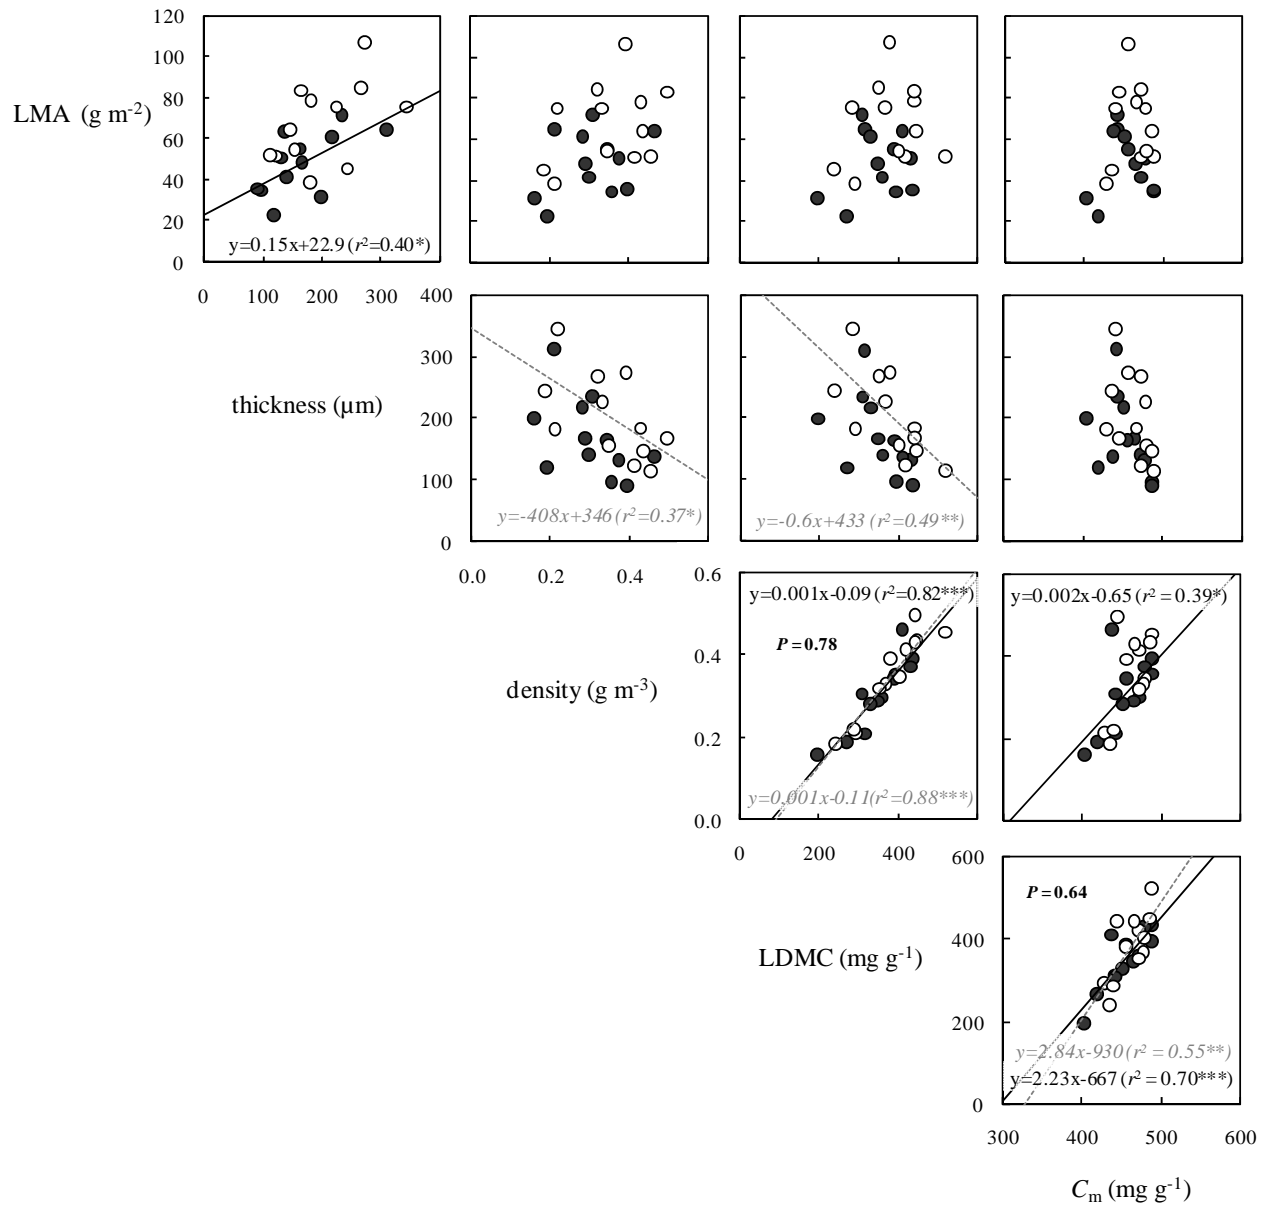 120
100
80
60
40
20
0
LMA (g m-2)
y=0.15x+22.9 (r²=0.40*)
0 100 200 300
400
300
200
100
0
thickness (µm)
y=-408x+346 (r²=0.37*)
y=-0.6x+433 (r²=0.49**)
0.0 0.2 0.4
0.6
0.4
0.2
0.0
density (g m-3)
y=0.001x-0.09 (r²=0.82***)
P = 0.78
y=0.001x-0.11(r²=0.88***)
y=0.002x-0.65 (r² = 0.39*)
0 200 400
600
400
200
0
LDMC (mg g-1)
P = 0.64
y=2.84x-930 (r² = 0.55**)
y=2.23x-667 (r² = 0.70***)
300 400 500 600
Cm (mg g-1)